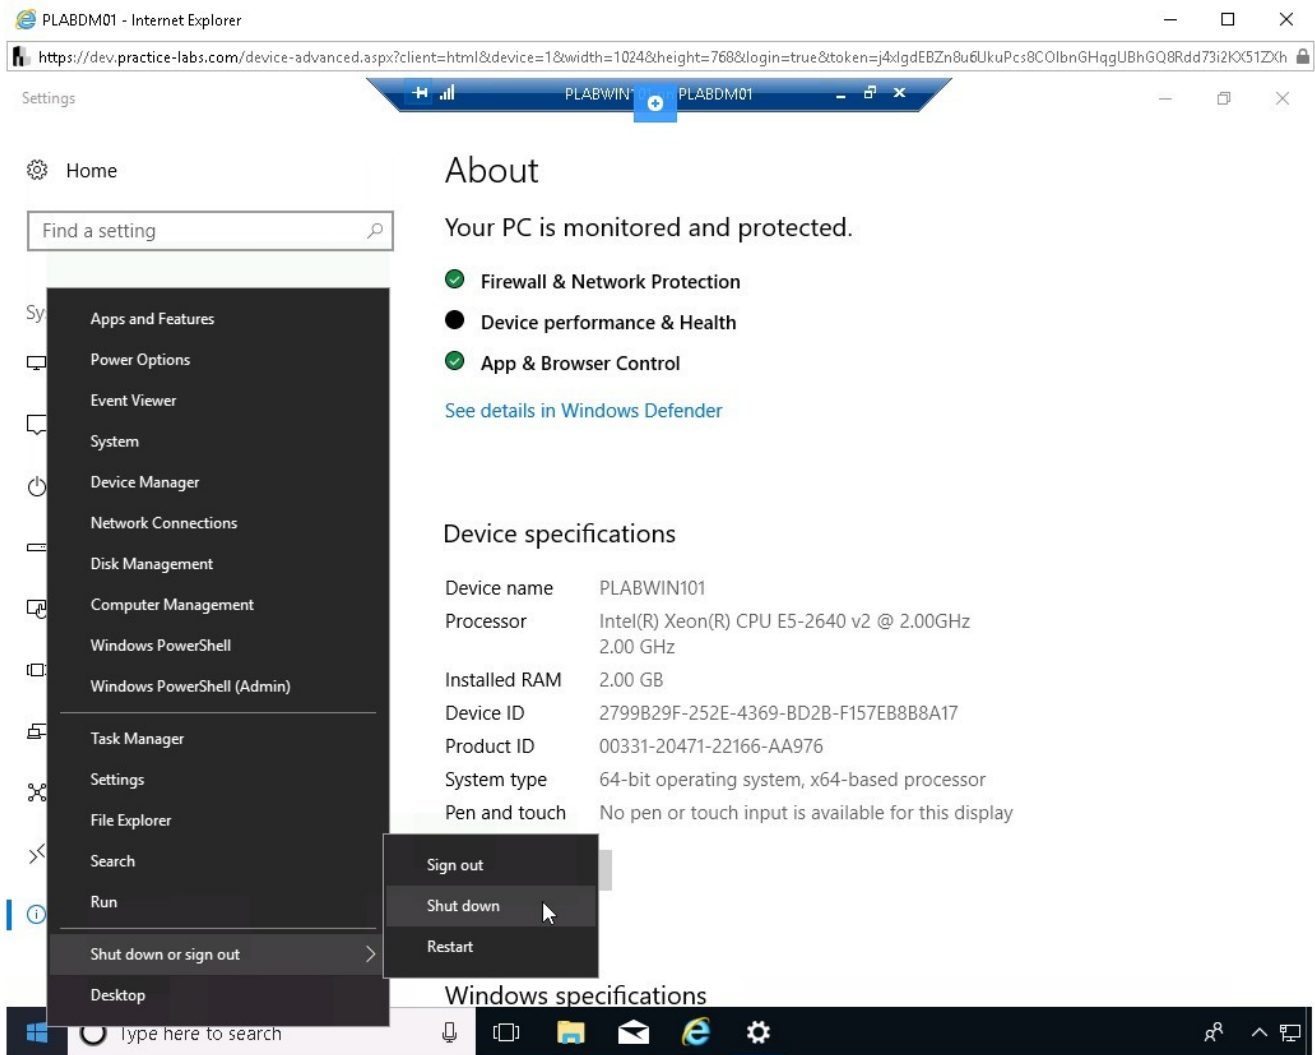 PLABDM01 - Internet Explorer
https://dev.practice-labs.com/device-advanced.aspx?client=html&device=1&width=1024&height=768&login=true&token=j4xlgdEBZn8u6UkuPcs8COlbnGHqgUBhGQ8Rdd73i2KX51ZXh
Settings
PLABWIN101 on PLABDM01
Home
Find a setting
About
Your PC is monitored and protected.
Firewall & Network Protection
Device performance & Health
App & Browser Control
See details in Windows Defender
Device specifications
Device name PLABWIN101
Processor Intel(R) Xeon(R) CPU E5-2640 v2 @ 2.00GHz
2.00 GHz
Installed RAM 2.00 GB
Device ID 2799B29F-252E-4369-BD2B-F157EB8B8A17
Product ID 00331-20471-22166-AA976
System type 64-bit operating system, x64-based processor
Pen and touch No pen or touch input is available for this display
Windows specifications
Sy
Apps and Features
Power Options
Event Viewer
System
Device Manager
Network Connections
Disk Management
Computer Management
Windows PowerShell
Windows PowerShell (Admin)
Task Manager
Settings
File Explorer
Search
Run
Shut down or sign out
Desktop
Sign out
Shut down
Restart
Type here to search